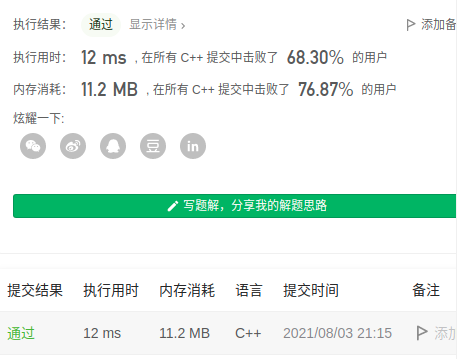 执行结果： 通过 显示详情 › 添加备
执行用时： 12 ms ，在所有 C++ 提交中击败了 68.30% 的用户
内存消耗： 11.2 MB ，在所有 C++ 提交中击败了 76.87% 的用户
炫耀一下:
豆 in
写题解，分享我的解题思路
提交结果 执行用时 内存消耗 语言 提交时间 备注
通过 12 ms 11.2 MB C++ 2021/08/03 21:15 添加